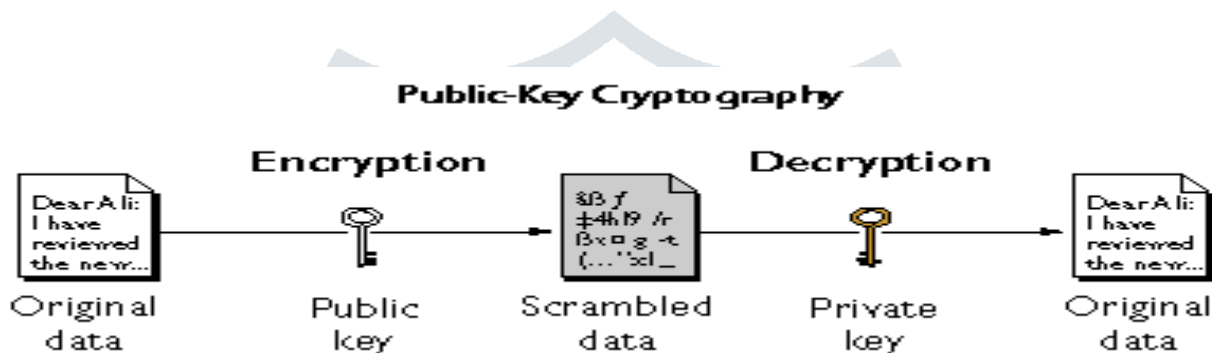 Public-Key Cryptography
Encryption
Decryption
Dear Ali:
I have
reviewed
the new...
Original
data
Public
key
Scrambled
data
Private
key
Dear Ali:
I have
reviewed
the new...
Original
data